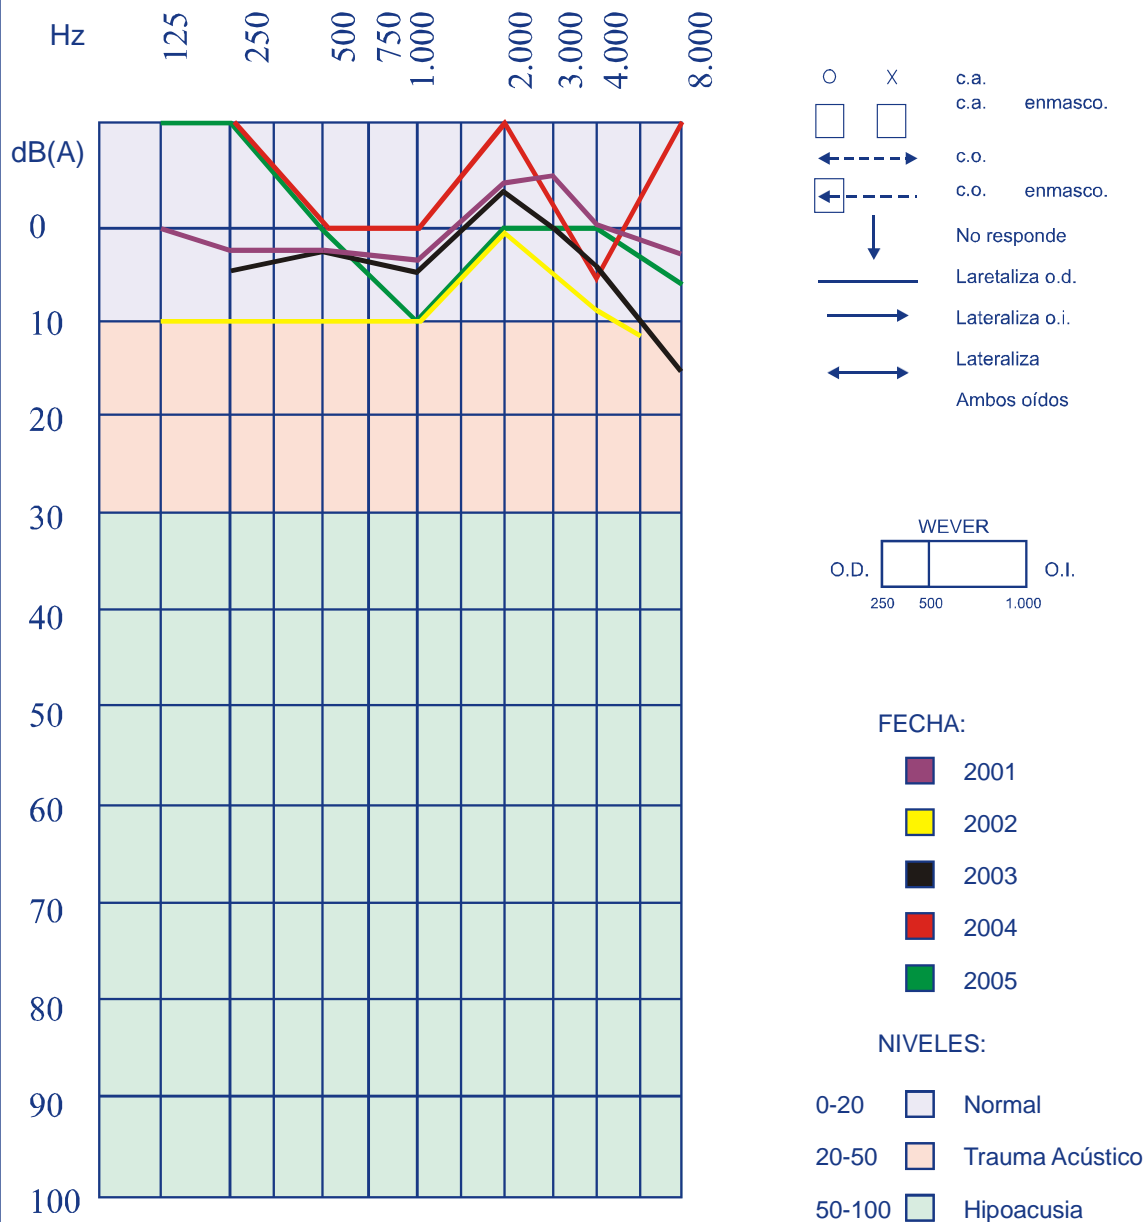 Hz
125
250
500
750
1.000
2.000
3.000
4.000
8.000
dB(A)
0
10
20
30
40
50
60
70
80
90
100
O X c.a.
c.a. enmasco.
c.o.
c.o. enmasco.
No responde
Laretaliza o.d.
Lateraliza o.i.
Lateraliza
Ambos oídos
WEVER
O.D. O.I.
250 500 1.000
FECHA:
2001
2002
2003
2004
2005
NIVELES:
0-20 Normal
20-50 Trauma Acústico
50-100 Hipoacusia